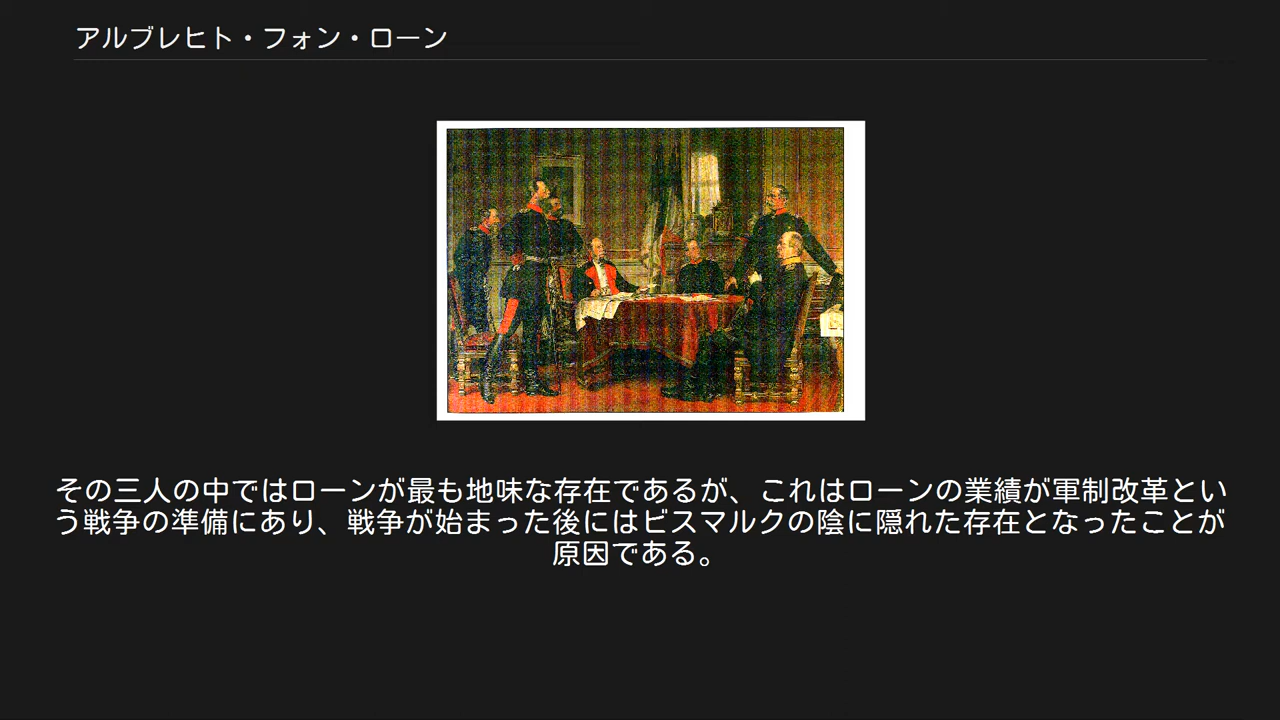 アルブレヒト・フォン・ローン
その三人の中ではローンが最も地味な存在であるが、これはローンの業績が軍制改革とい
う戦争の準備にあり、戦争が始まった後にはビスマルクの陰に隠れた存在となったことが
原因である。